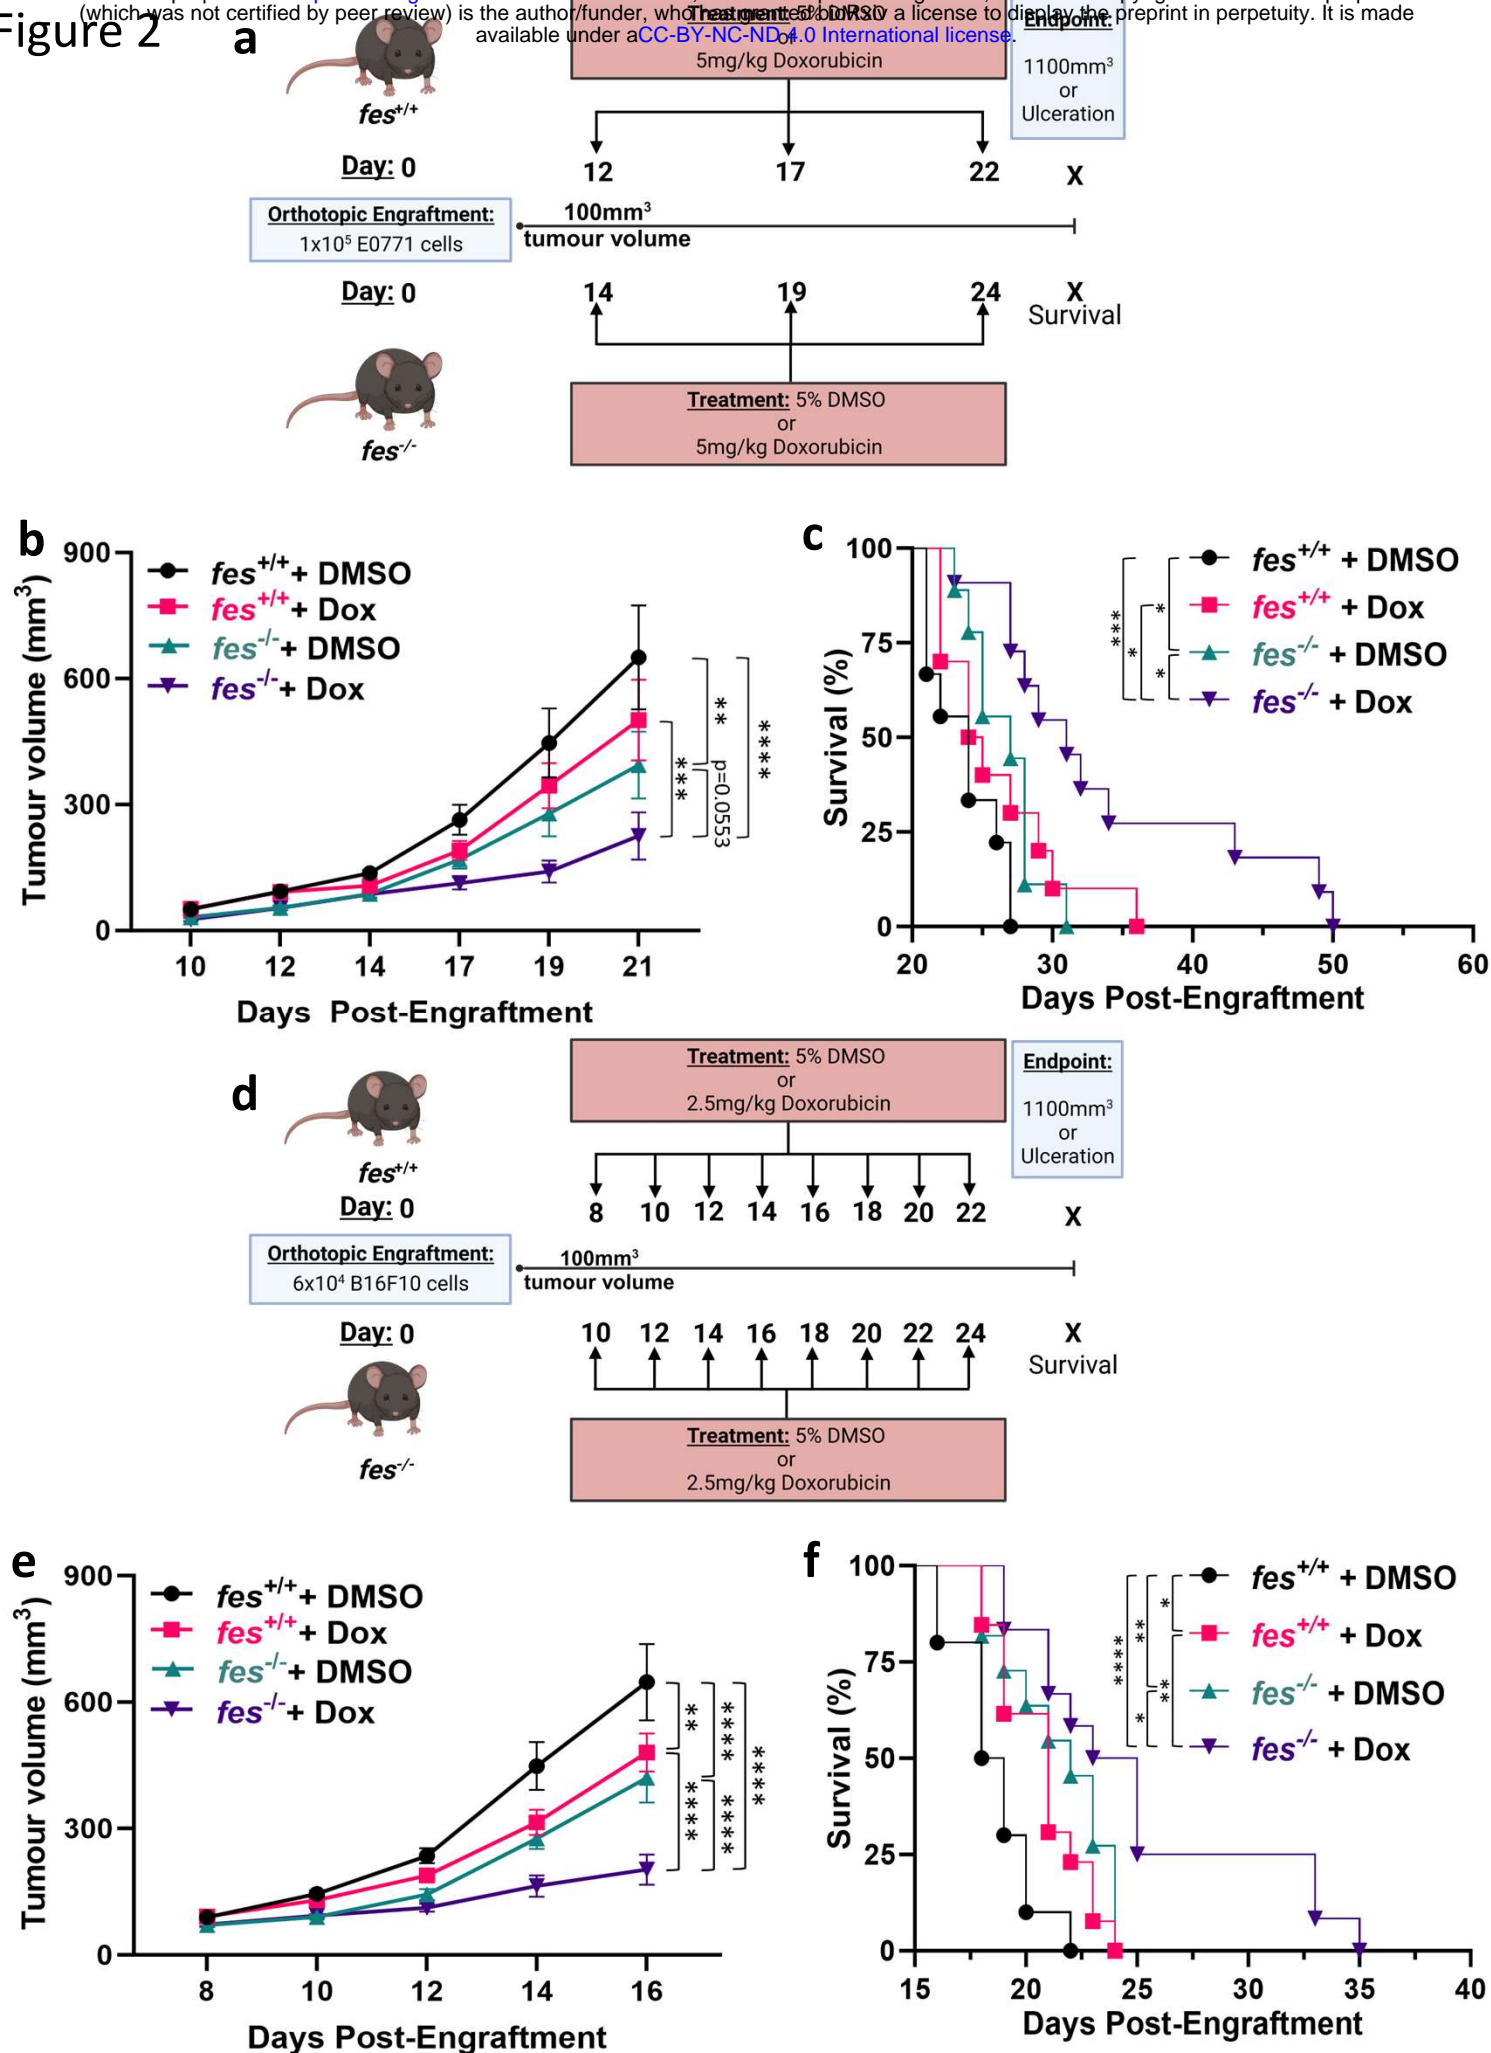 (which was not certified by peer review) is the author/funder, who has granted bioRxiv a license to display the preprint in perpetuity. It is made
available under aCC-BY-NC-ND 4.0 International license.
Figure 2
a
Treatment: 5% DMSO
or
5mg/kg Doxorubicin
Endpoint:
1100mm³
or
Ulceration
fes+/+
Day: 0
12 17 22 X
Orthotopic Engraftment:
1x10⁵ E0771 cells
100mm³
tumour volume
Day: 0
14 19 24 X
Survival
fes-/-
Treatment: 5% DMSO
or
5mg/kg Doxorubicin
b
900
600
300
0
Tumour volume (mm³)
fes+/+ + DMSO
fes+/+ + Dox
fes-/- + DMSO
fes-/- + Dox
***
**
p=0.0553
****
10 12 14 17 19 21
Days Post-Engraftment
c
100
75
50
25
0
Survival (%)
fes+/+ + DMSO
fes+/+ + Dox
fes-/- + DMSO
fes-/- + Dox
***
*
*
*
20 30 40 50 60
Days Post-Engraftment
d
Treatment: 5% DMSO
or
2.5mg/kg Doxorubicin
Endpoint:
1100mm³
or
Ulceration
fes+/+
Day: 0
8 10 12 14 16 18 20 22 X
Orthotopic Engraftment:
6x10⁴ B16F10 cells
100mm³
tumour volume
Day: 0
10 12 14 16 18 20 22 24 X
Survival
fes-/-
Treatment: 5% DMSO
or
2.5mg/kg Doxorubicin
e
900
600
300
0
Tumour volume (mm³)
fes+/+ + DMSO
fes+/+ + Dox
fes-/- + DMSO
fes-/- + Dox
**
****
****
****
****
8 10 12 14 16
Days Post-Engraftment
f
100
75
50
25
0
Survival (%)
fes+/+ + DMSO
fes+/+ + Dox
fes-/- + DMSO
fes-/- + Dox
****
**
*
*
**
15 20 25 30 35 40
Days Post-Engraftment